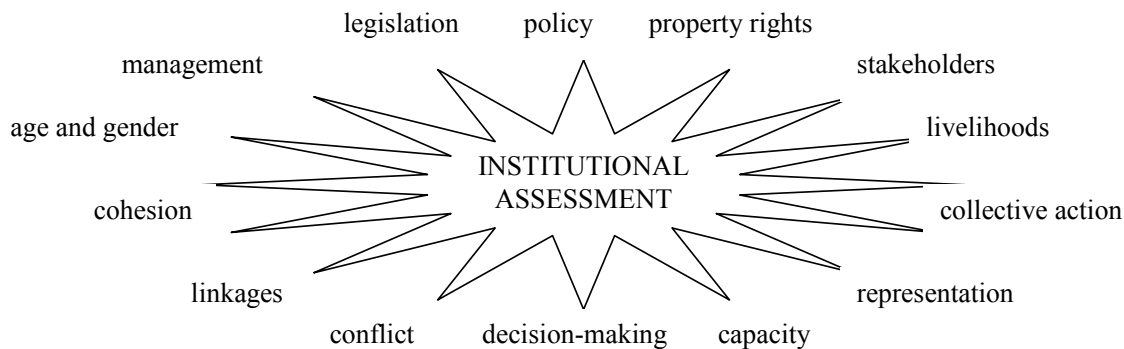 legislation policy property rights
management stakeholders
age and gender livelihoods
INSTITUTIONAL
ASSESSMENT
cohesion collective action
linkages representation
conflict decision-making capacity